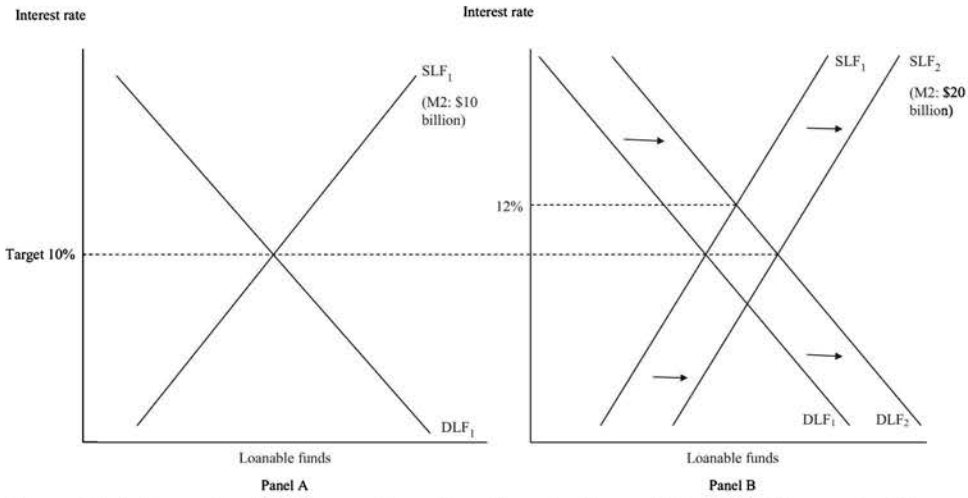 Interest rate
Interest rate
SLF₁
(M2: $10
billion)
Target 10%
DLF₁
Loanable funds
Panel A
SLF₁
SLF₂
(M2: $20
billion)
12%
DLF₁
DLF₂
Loanable funds
Panel B